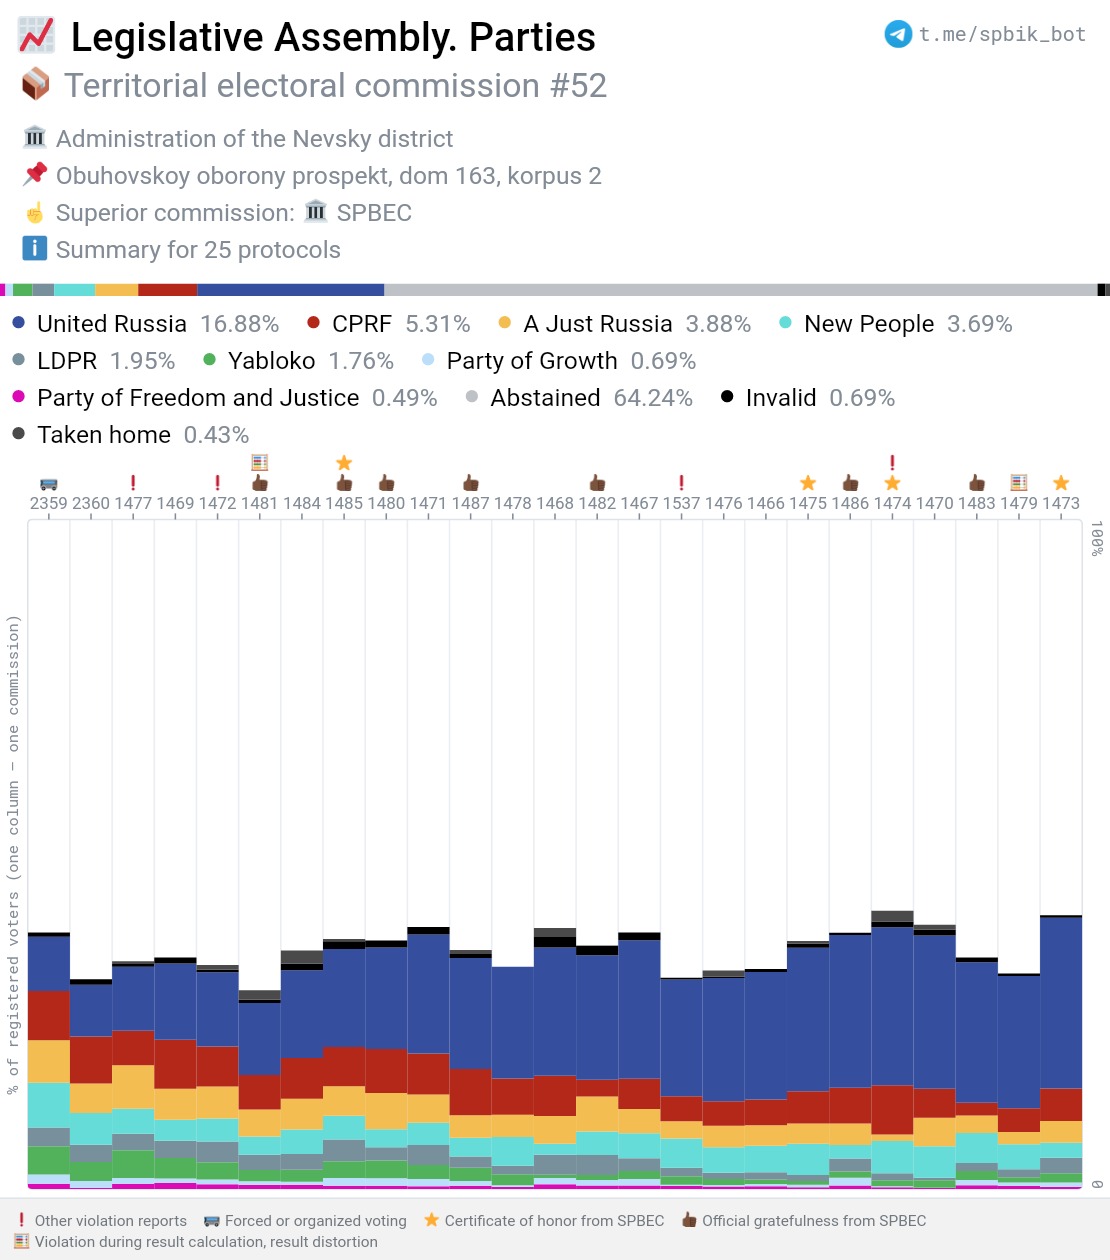 Legislative Assembly. Parties
t.me/spbik_bot
Territorial electoral commission #52
Administration of the Nevsky district
Obuhovskoy oborony prospekt, dom 163, korpus 2
Superior commission: SPBEC
Summary for 25 protocols
United Russia 16.88% CPRF 5.31% A Just Russia 3.88% New People 3.69%
LDPR 1.95% Yabloko 1.76% Party of Growth 0.69%
Party of Freedom and Justice 0.49% Abstained 64.24% Invalid 0.69%
Taken home 0.43%
2359 2360 1477 1469 1472 1481 1484 1485 1480 1471 1487 1478 1468 1482 1467 1537 1476 1466 1475 1486 1474 1470 1483 1479 1473
100%
% of registered voters (one column – one commission)
0
Other violation reports Forced or organized voting Certificate of honor from SPBEC Official gratefulness from SPBEC
Violation during result calculation, result distortion